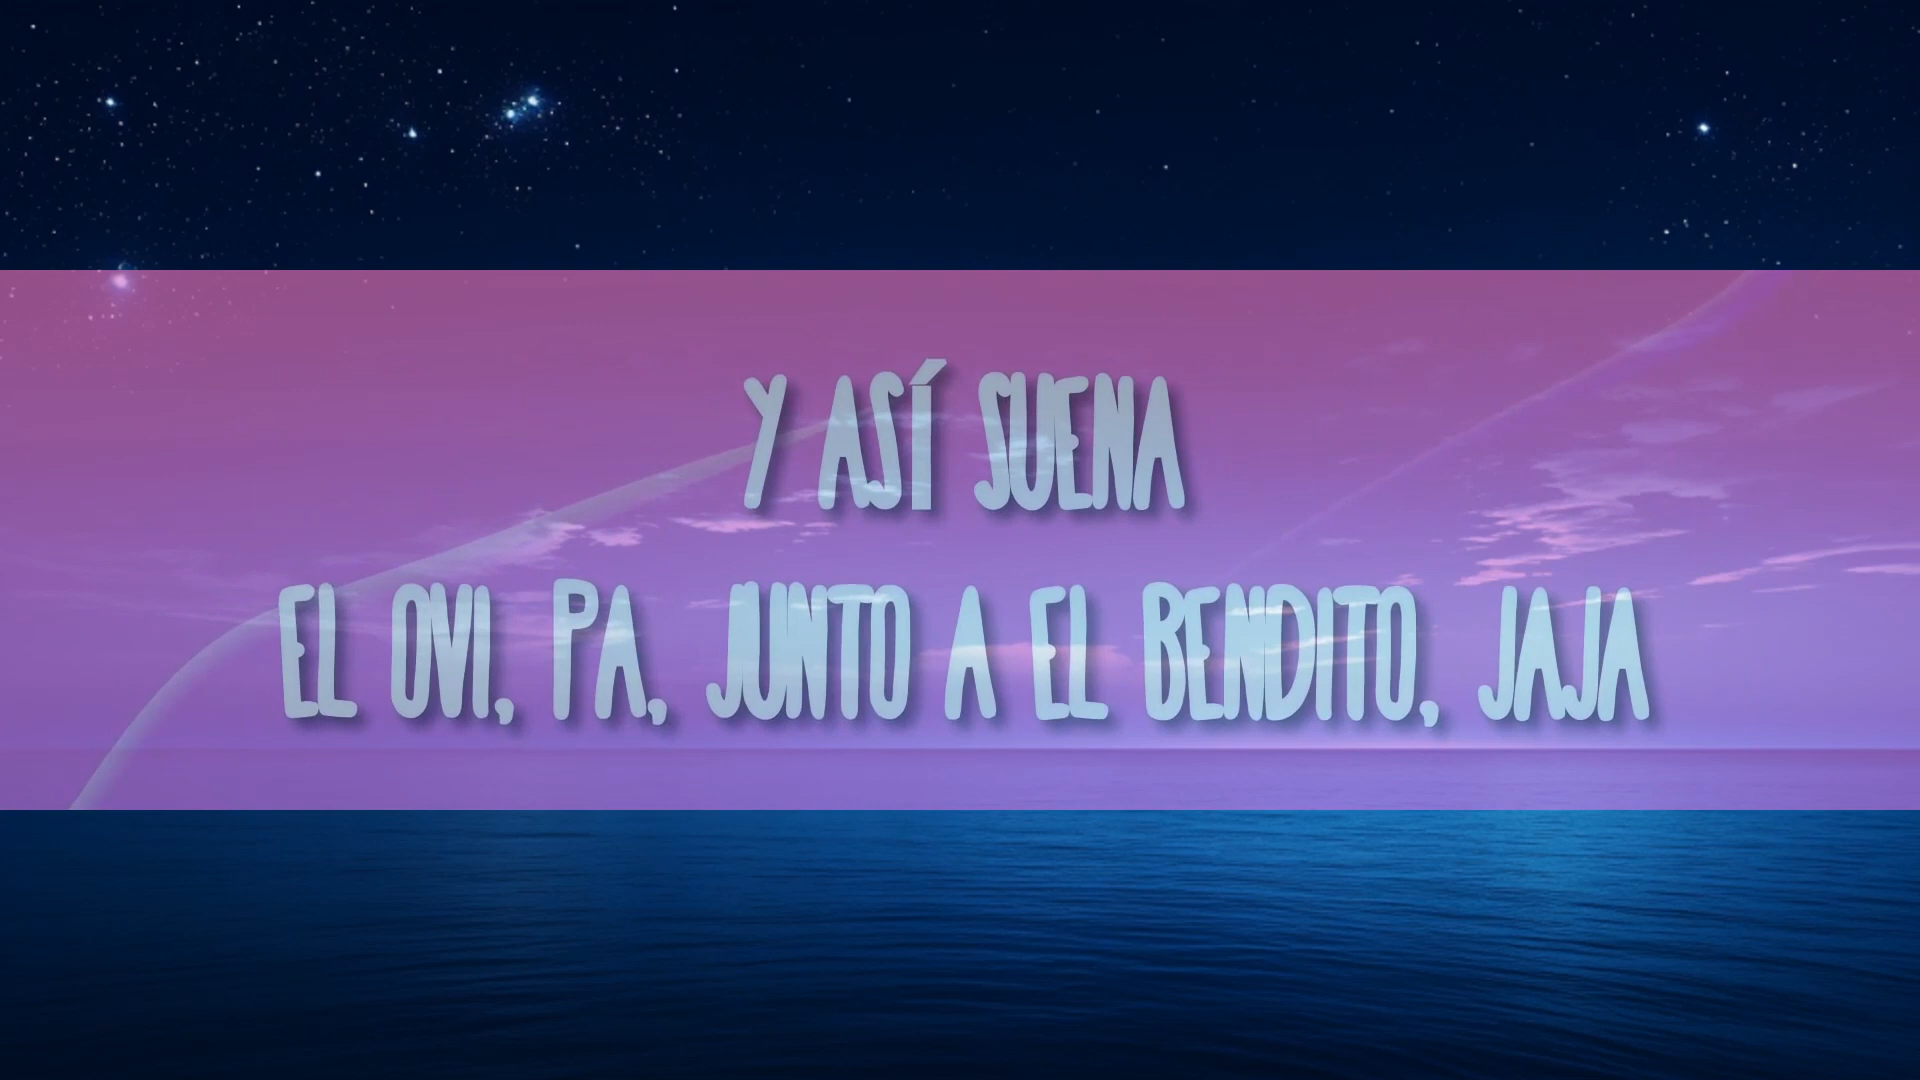 Y ASÍ SUENA
EL OVI, PA, JUNTO A EL BENDITO, JAJA